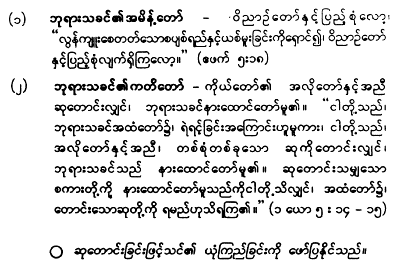 (၁) ဘုရားသခင်၏အမိန့်တော် – ဝိညာဉ်တော်နှင့်ပြည့်စုံလော့။
“လွန်ကျူးစေတတ်သောစပျစ်ရည်နှင့်ယစ်မူးခြင်းကိုရှောင်၍၊ ဝိညာဉ်တော်
နှင့်ပြည့်စုံလျက်ရှိကြလော့။” (ဧဖက် ၅း၁၈)
(၂) ဘုရားသခင်၏ကတိတော် – ကိုယ်တော်၏ အလိုတော်နှင့်အညီ
ဆုတောင်းလျှင်၊ ဘုရားသခင်နားထောင်တော်မူ၏။ “ငါတို့သည်၊
ဘုရားသခင်အထံတော်၌၊ ရဲရင့်ခြင်းအကြောင်းဟူမူကား၊ ငါတို့သည်၊
အလိုတော်နှင့်အညီ၊ တစ်စုံတစ်ခုသော ဆုကိုတောင်းလျှင်၊
ဘုရားသခင်သည် နားထောင်တော်မူ၏။ ဆုတောင်းသမျှသော
စကားတို့ကို နားထောင်တော်မူသည်ကိုငါတို့သိလျှင်၊ အထံတော်၌၊
တောင်းသောဆုတို့ကို ရမည်ဟုသိရကြ၏။” (၁ ယော ၅ း ၁၄ – ၁၅)
○ ဆုတောင်းခြင်းဖြင့်သင်၏ ယုံကြည်ခြင်းကို ဖော်ပြနိုင်သည်။